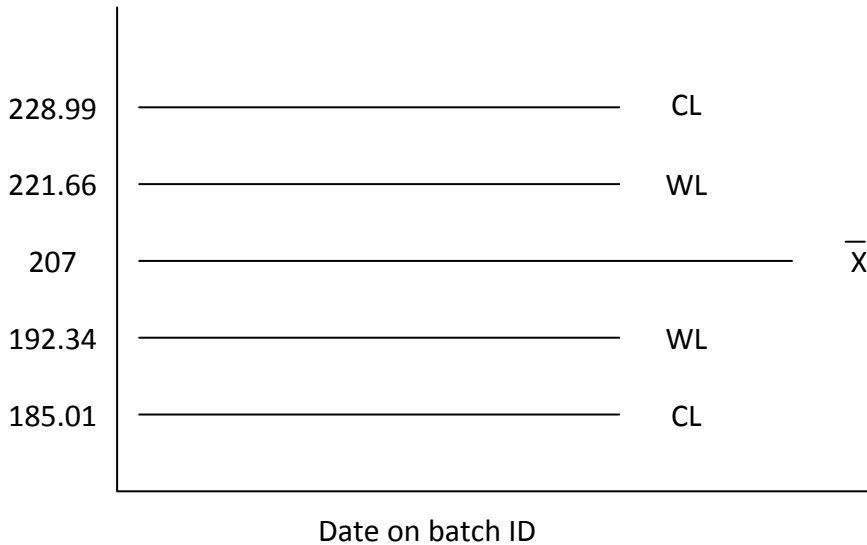 228.99 CL
221.66 WL
207 X̅
192.34 WL
185.01 CL
Date on batch ID